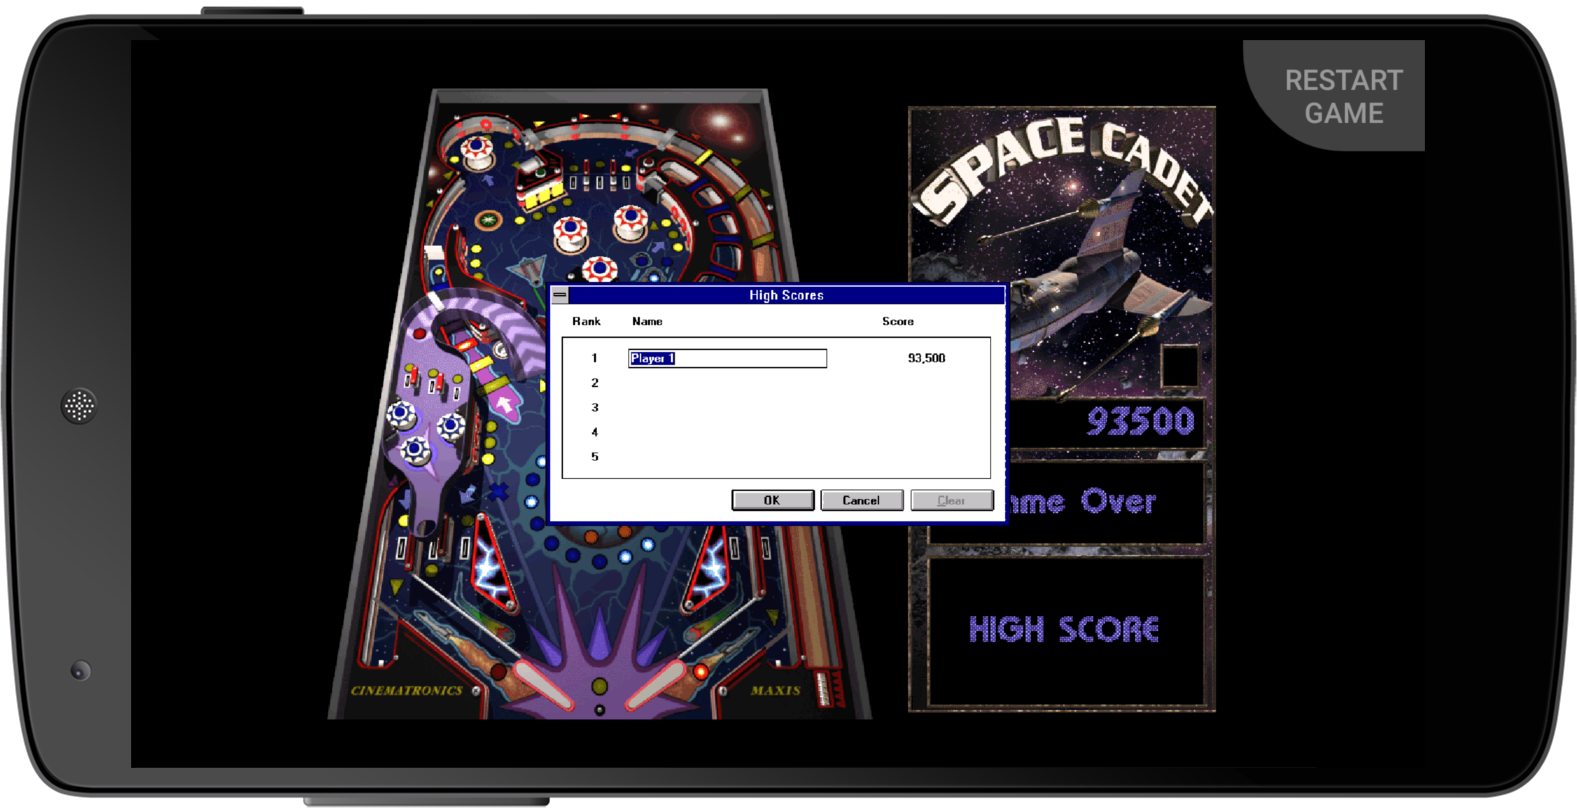 RESTART
GAME
SPACE CADET
High Scores
Rank Name Score
1 Player 1 93,500
2
3
4
5
OK Cancel Clear
93500
me Over
HIGH SCORE
CINEMATRONICS
MAXIS